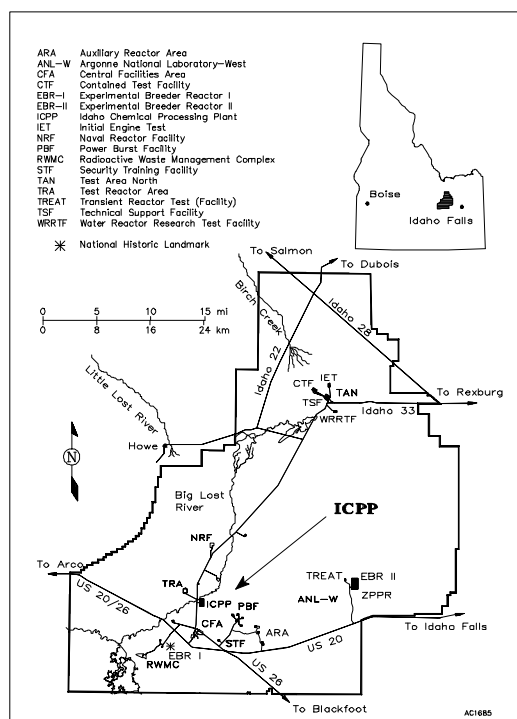 ARA Auxiliary Reactor Area
ANL-W Argonne National Laboratory-West
CFA Central Facilities Area
CTF Contained Test Facility
EBR-I Experimental Breeder Reactor I
EBR-II Experimental Breeder Reactor II
ICPP Idaho Chemical Processing Plant
IET Initial Engine Test
NRF Naval Reactor Facility
PBF Power Burst Facility
RWMC Radioactive Waste Management Complex
STF Security Training Facility
TAN Test Area North
TRA Test Reactor Area
TREAT Transient Reactor Test (Facility)
TSF Technical Support Facility
WRRTF Water Reactor Research Test Facility
National Historic Landmark
Boise
Idaho Falls
To Salmon
To Dubois
Birch Creek
Idaho 28
Idaho 22
0 5 10 15 mi
0 6 16 24 km
Little Lost River
IET
CTF
TAN
TSF
WRRTF
To Rexburg
Idaho 33
Howe
N
Big Lost
River
ICPP
NRF
To Arco
TRA
ICPP
TREAT
EBR II
ANL-W
ZPPR
US 20/26
PBF
CFA
ARA
To Idaho Falls
US 20
EBR I
STF
RWMC
US 26
To Blackfoot
AC1685